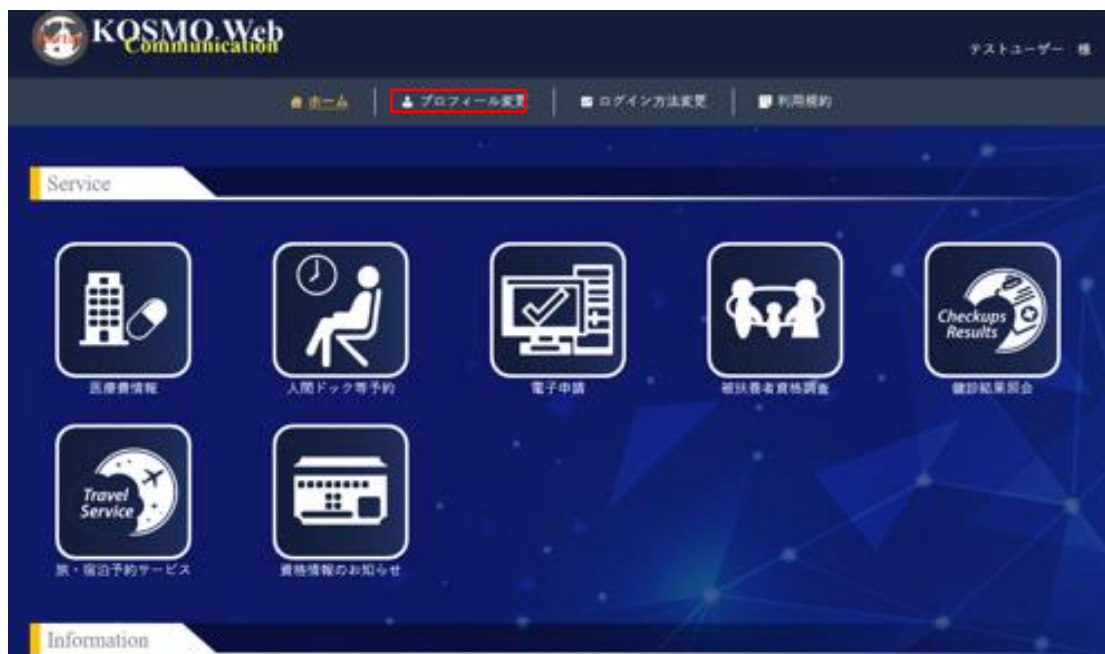 KOSMO Web
Communication
テストユーザー 様
ホーム
プロフィール変更
ログイン方法変更
利用規約
Service
Checkups
Results
医療費情報
人間ドック等予約
電子申請
被扶養者資格調査
健診結果照会
Travel
Service
旅・宿泊予約サービス
資格情報のお知らせ
Information